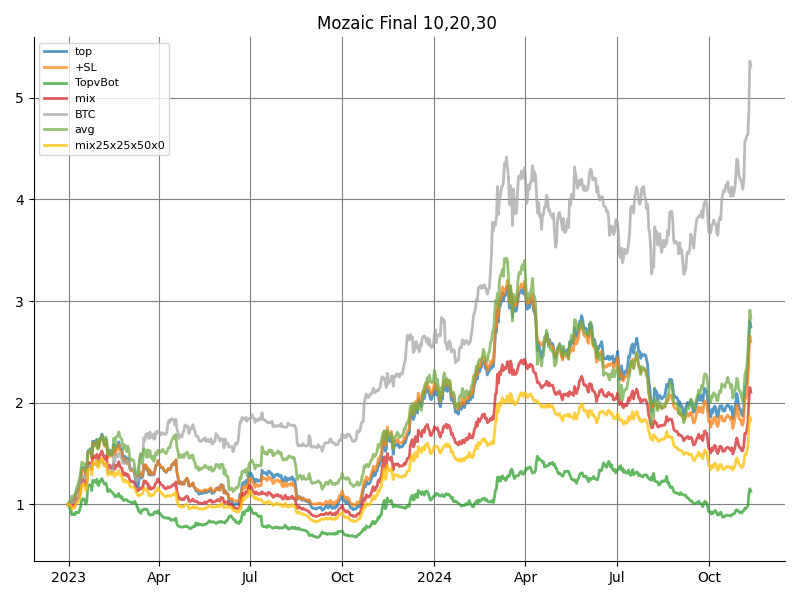 Mozaic Final 10,20,30
top
+SL
TopvBot
mix
BTC
avg
mix25x25x50x0
5
4
3
2
1
2023 Apr Jul Oct 2024 Apr Jul Oct